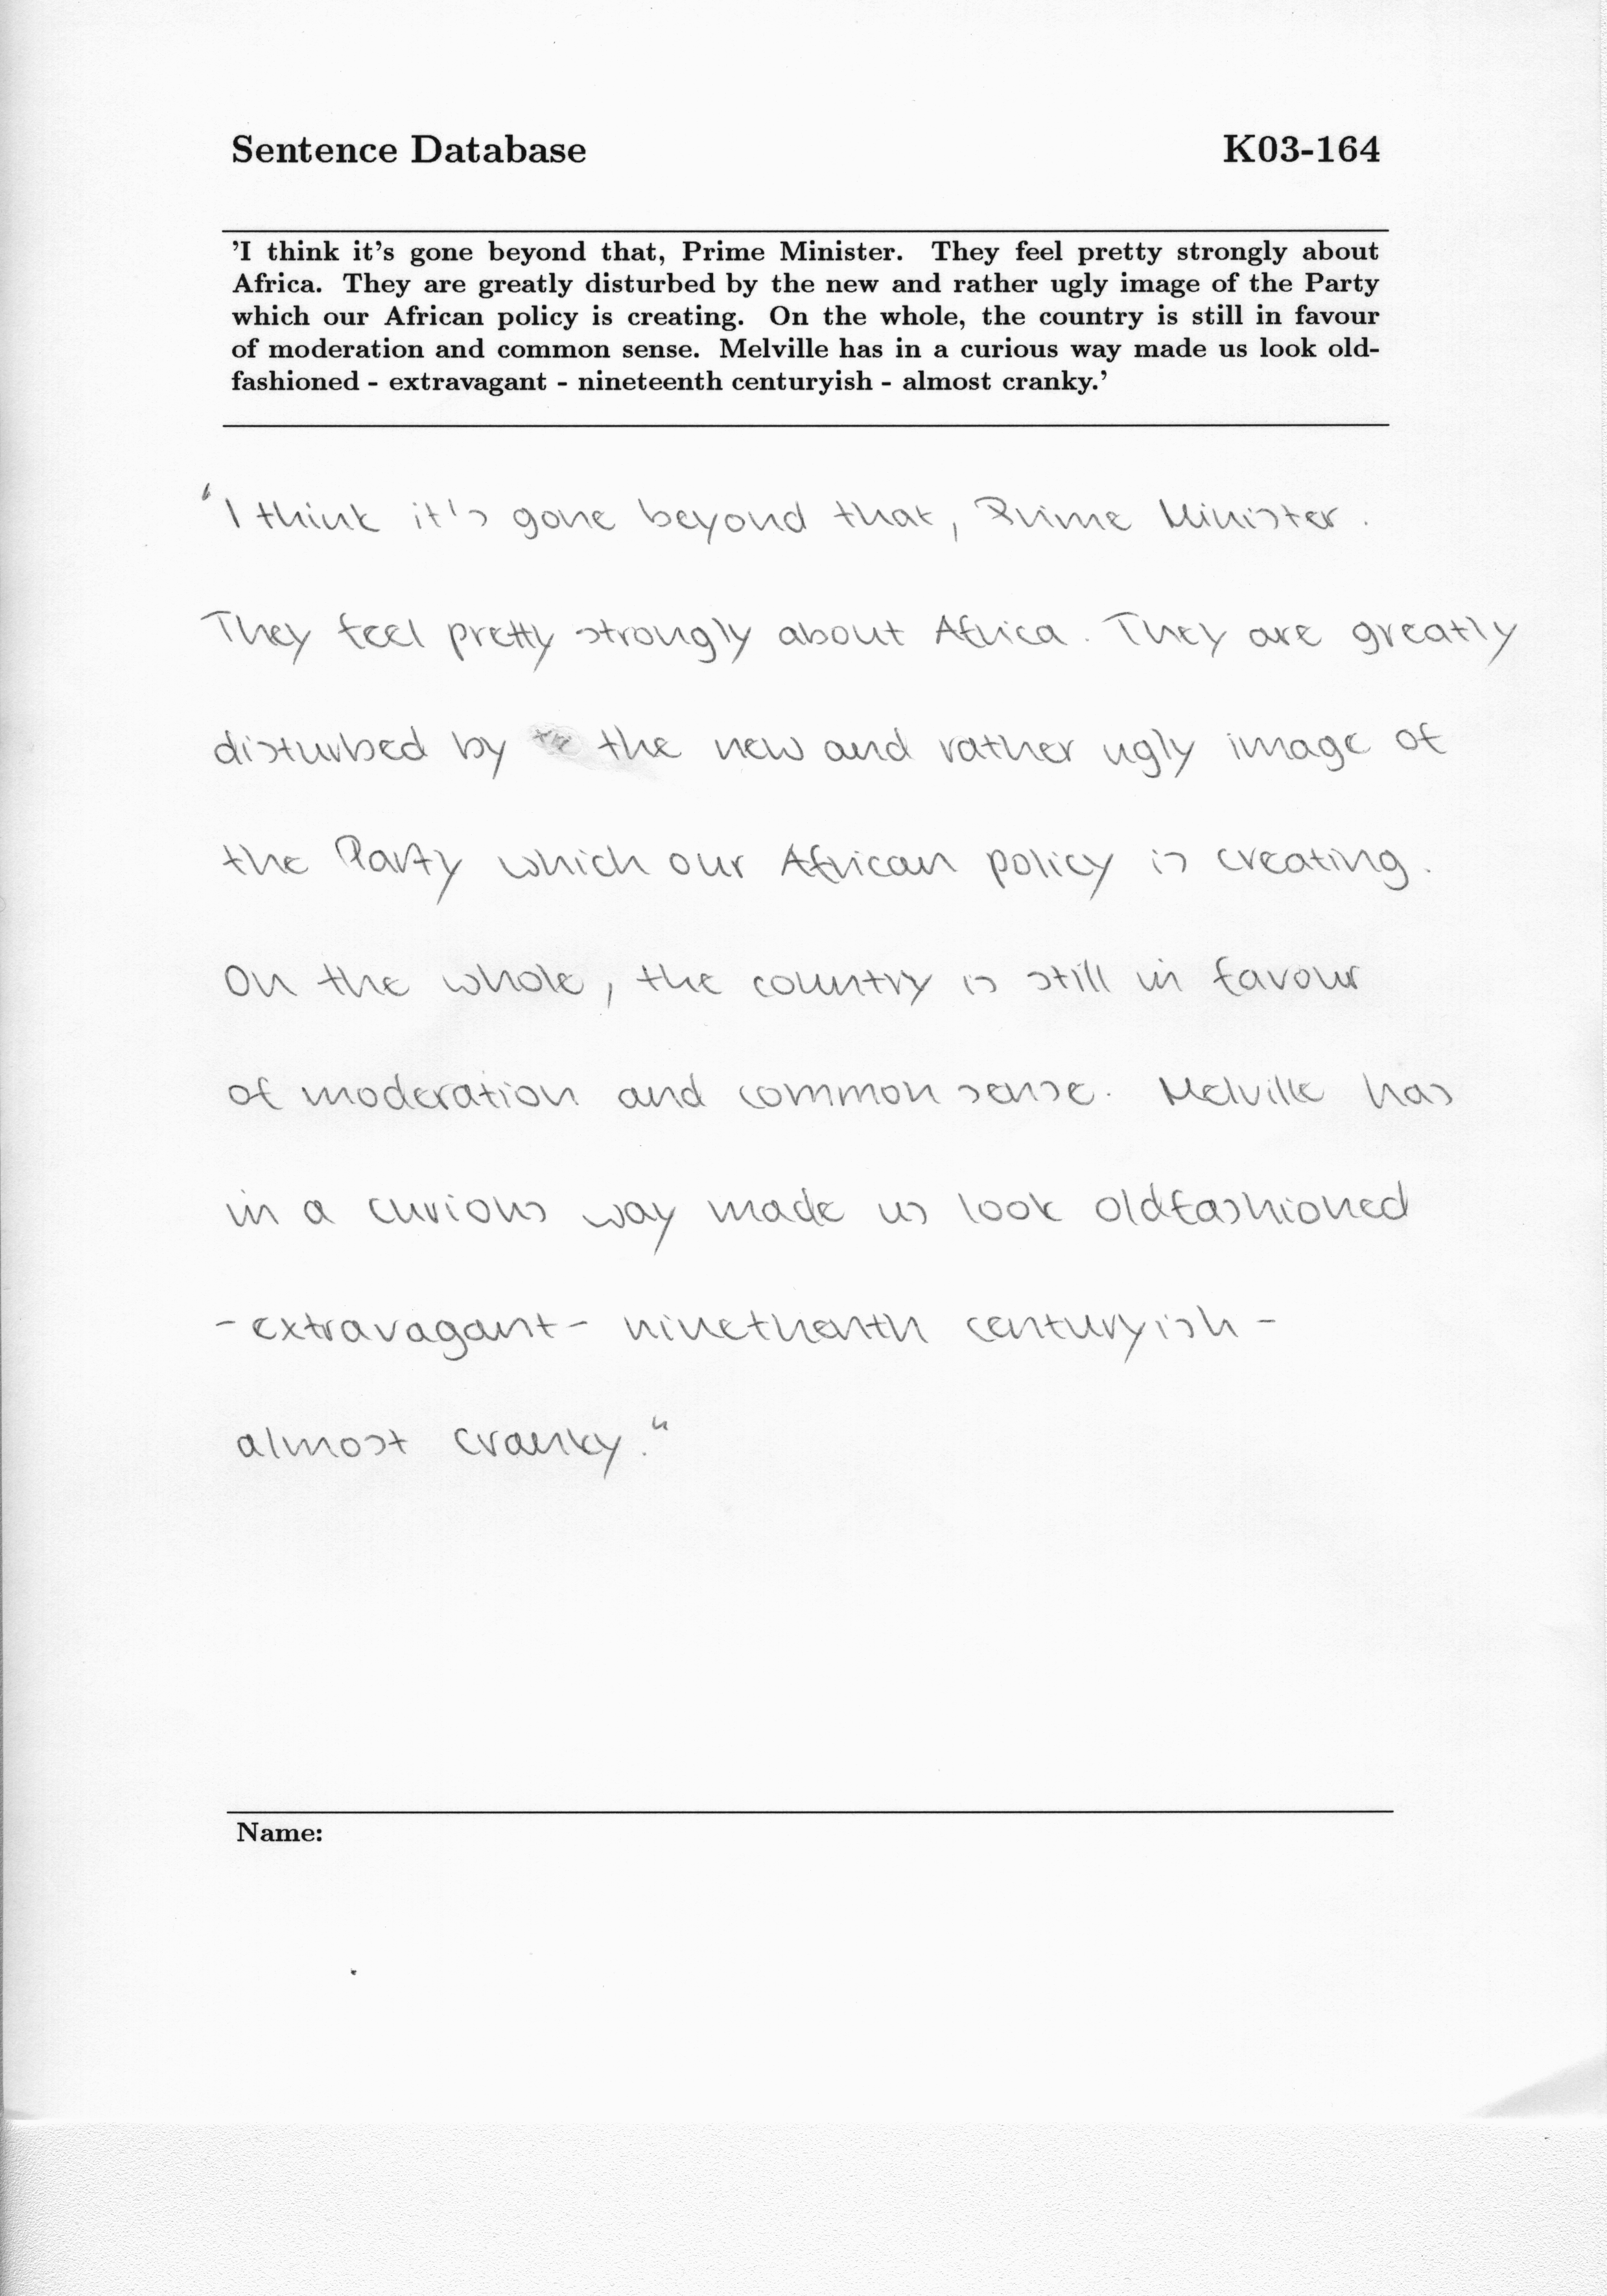 Sentence Database K03-164
’I think it’s gone beyond that, Prime Minister. They feel pretty strongly about
Africa. They are greatly disturbed by the new and rather ugly image of the Party
which our African policy is creating. On the whole, the country is still in favour
of moderation and common sense. Melville has in a curious way made us look old-
fashioned - extravagant - nineteenth centuryish - almost cranky.’
"I think it's gone beyond that, Prime Minister.
They feel pretty strongly about Africa. They are greatly
disturbed by the new and rather ugly image of
the Party which our African policy is creating.
On the whole, the country is still in favour
of moderation and common sense. Melville has
in a curious way made us look oldfashioned
- extravagant - ninethenth centuryish -
almost cranky."
Name: